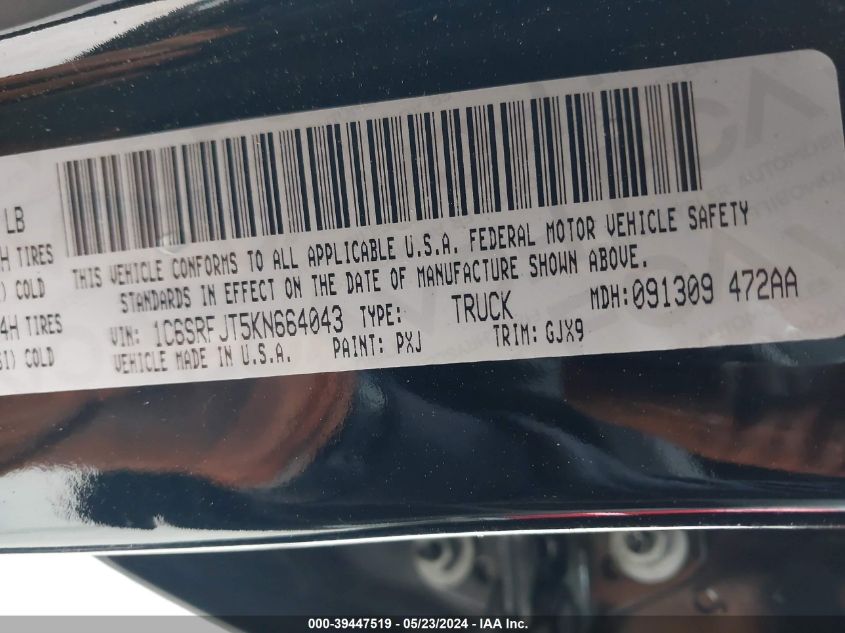 LB
H TIRES
) COLD
4H TIRES
SI) COLD
THIS VEHICLE CONFORMS TO ALL APPLICABLE U.S.A. FEDERAL MOTOR VEHICLE SAFETY
STANDARDS IN EFFECT ON THE DATE OF MANUFACTURE SHOWN ABOVE.
VIN: 1C6SRFJT5KN664043 TYPE: TRUCK MDH: 091309 472AA
VEHICLE MADE IN U.S.A. PAINT: PXJ TRIM: GJX9
000-39447519 - 05/23/2024 - IAA Inc.